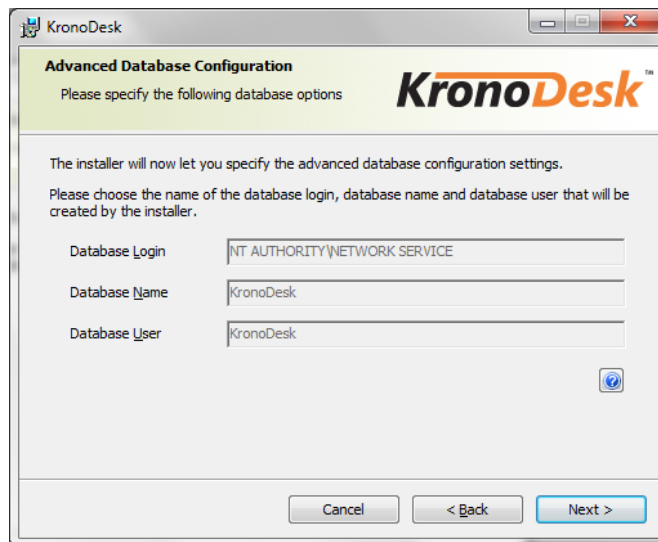 KronoDesk
Advanced Database Configuration
Please specify the following database options
KronoDesk™
The installer will now let you specify the advanced database configuration settings.
Please choose the name of the database login, database name and database user that will be
created by the installer.
Database Login
NT AUTHORITY\NETWORK SERVICE
Database Name
KronoDesk
Database User
KronoDesk
?
Cancel
< Back
Next >